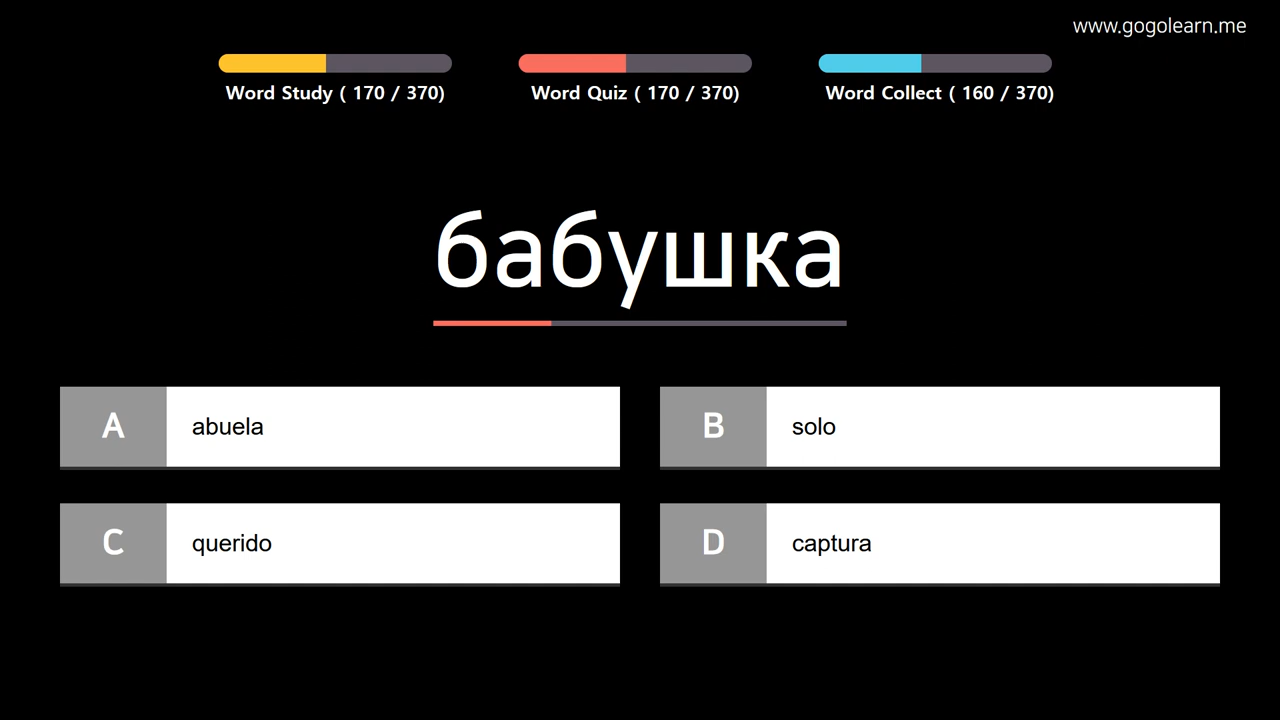 www.gogolearn.me
Word Study ( 170 / 370)
Word Quiz ( 170 / 370)
Word Collect ( 160 / 370)
бабушка
A abuela
B solo
C querido
D captura